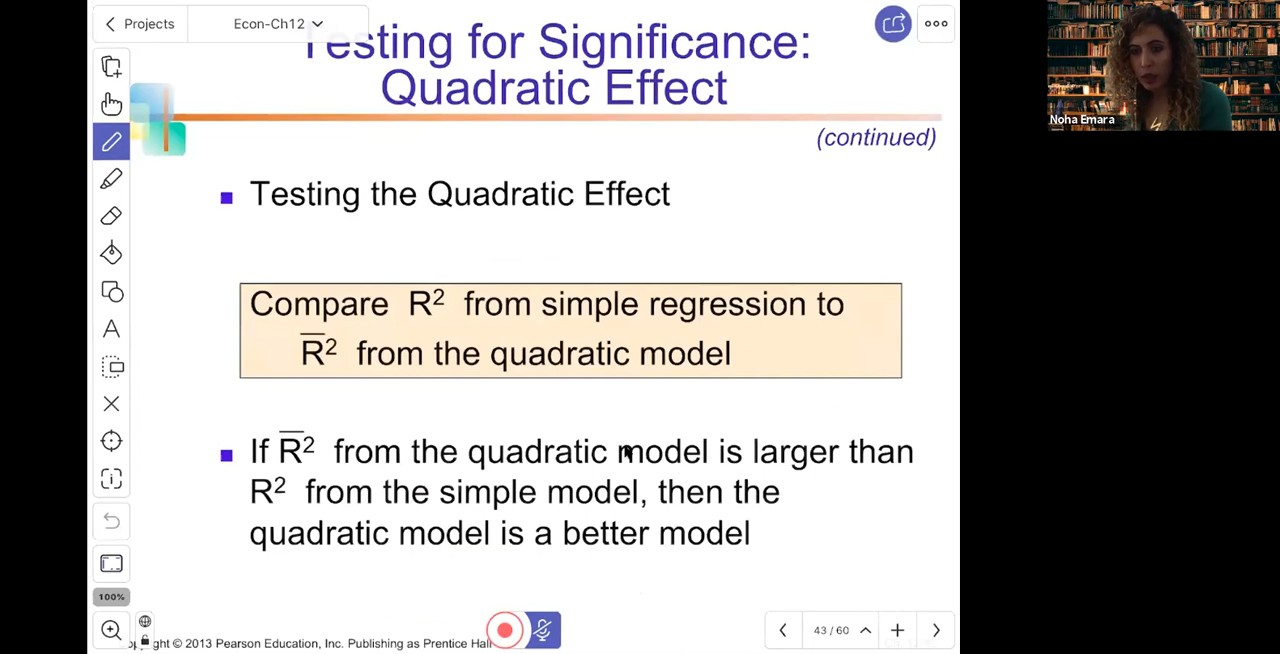 Projects
Econ-Ch12
Testing for Significance:
Quadratic Effect
(continued)
Noha Emara
Testing the Quadratic Effect
Compare R² from simple regression to
R̅² from the quadratic model
If R̅² from the quadratic model is larger than
R² from the simple model, then the
quadratic model is a better model
A
100%
ght © 2013 Pearson Education, Inc. Publishing as Prentice Hall
43 / 60